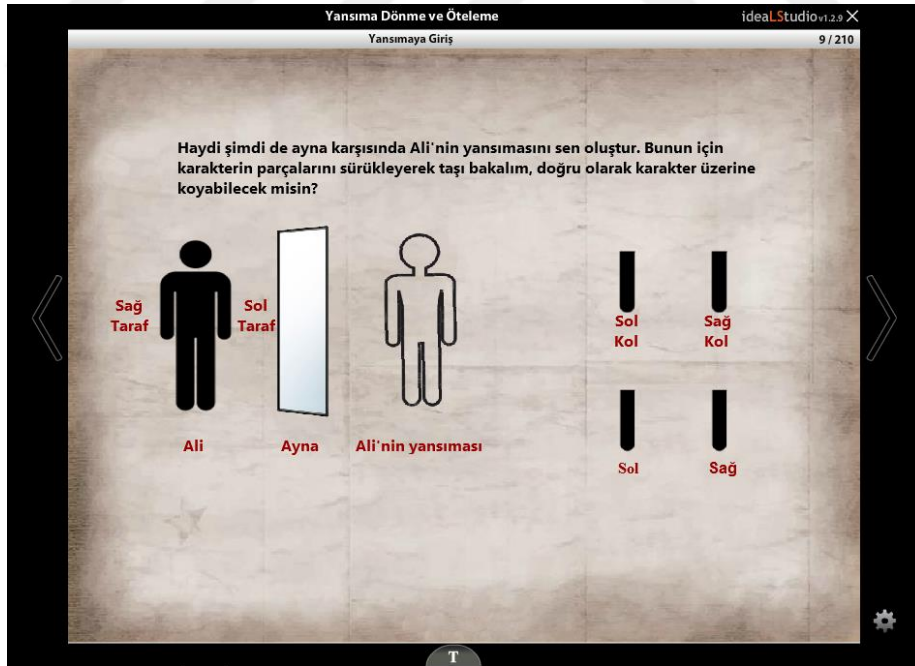 Yansıma Dönme ve Öteleme
ideaLStudio v1.2.9 X
Yansımaya Giriş
9 / 210
Haydi şimdi de ayna karşısında Ali'nin yansımasını sen oluştur. Bunun için
karakterin parçalarını sürükleyerek taşı bakalım, doğru olarak karakter üzerine
koyabilecek misin?
Sağ
Taraf
Sol
Taraf
Ali
Ayna
Ali'nin yansıması
Sol
Kol
Sağ
Kol
Sol
Sağ
T